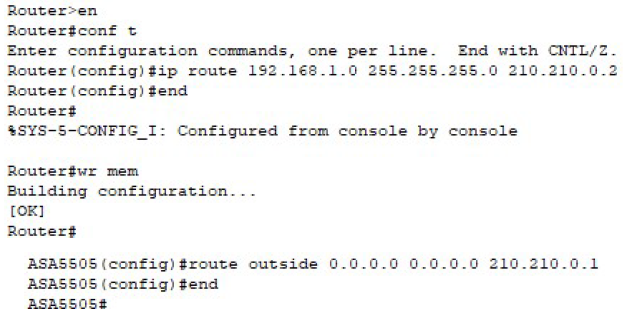 Router>en
Router#conf t
Enter configuration commands, one per line.  End with CNTL/Z.
Router(config)#ip route 192.168.1.0 255.255.255.0 210.210.0.2
Router(config)#end
Router#
%SYS-5-CONFIG_I: Configured from console by console
Router#wr mem
Building configuration...
[OK]
Router#
ASA5505(config)#route outside 0.0.0.0 0.0.0.0 210.210.0.1
ASA5505(config)#end
ASA5505#